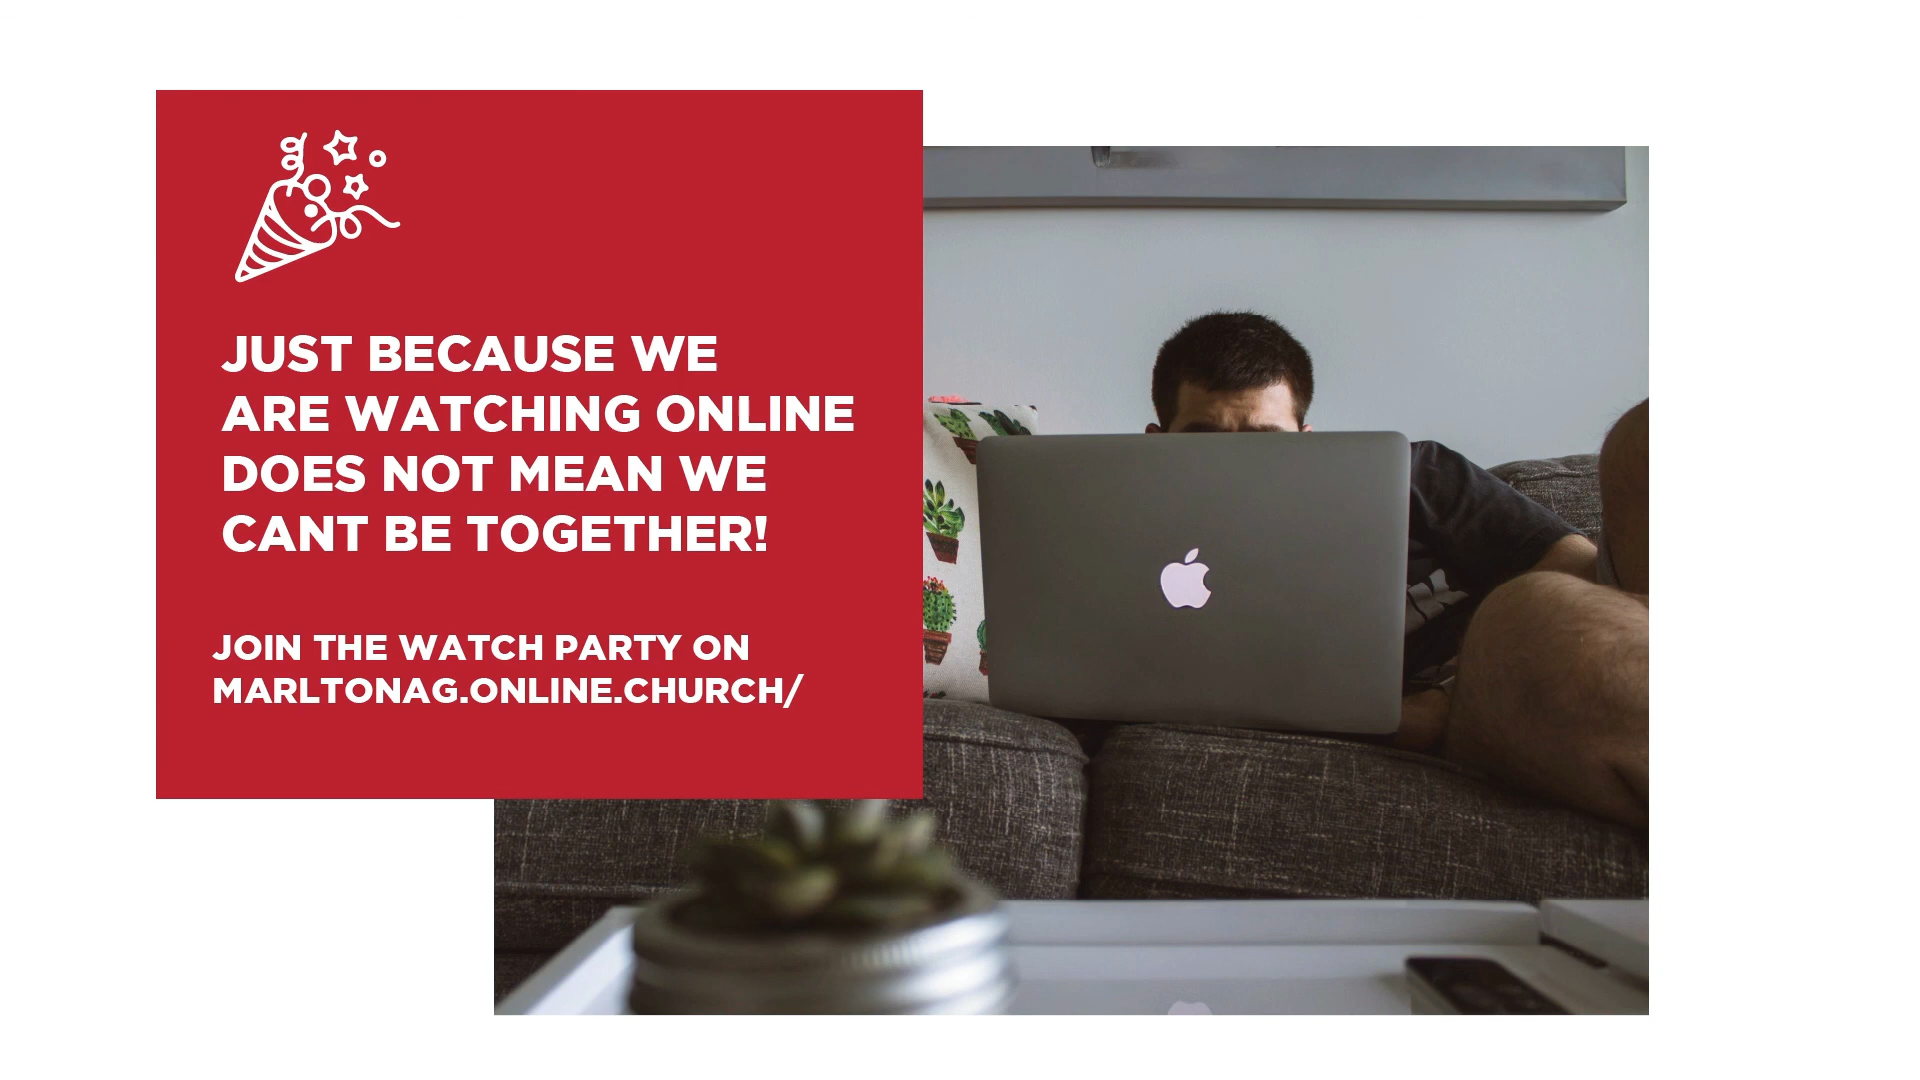 JUST BECAUSE WE
ARE WATCHING ONLINE
DOES NOT MEAN WE
CANT BE TOGETHER!
JOIN THE WATCH PARTY ON
MARLTONAG.ONLINE.CHURCH/